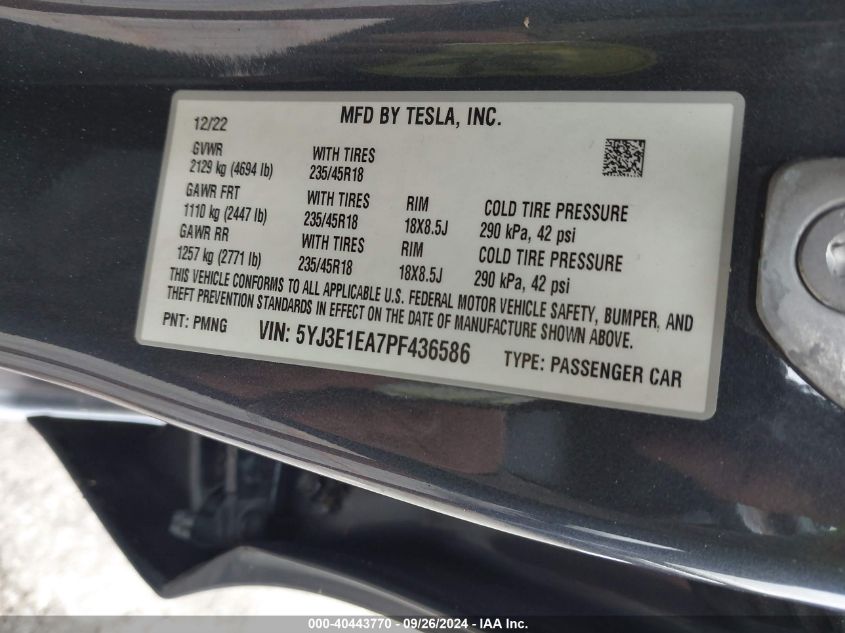 MFD BY TESLA, INC.
12/22
GVWR
2129 kg (4694 lb)
WITH TIRES
235/45R18
GAWR FRT
1110 kg (2447 lb)
WITH TIRES
235/45R18
RIM
18X8.5J
COLD TIRE PRESSURE
290 kPa, 42 psi
GAWR RR
1257 kg (2771 lb)
WITH TIRES
235/45R18
RIM
18X8.5J
COLD TIRE PRESSURE
290 kPa, 42 psi
THIS VEHICLE CONFORMS TO ALL APPLICABLE U.S. FEDERAL MOTOR VEHICLE SAFETY, BUMPER, AND
THEFT PREVENTION STANDARDS IN EFFECT ON THE DATE OF MANUFACTURE SHOWN ABOVE.
PNT: PMNG
VIN: 5YJ3E1EA7PF436586
TYPE: PASSENGER CAR
000-40443770 - 09/26/2024 - IAA Inc.